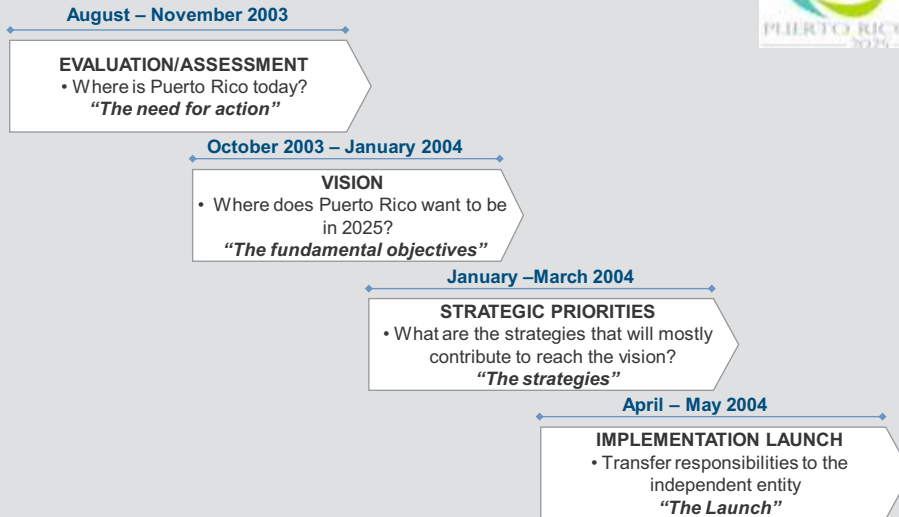 August – November 2003
PUERTO RICO
2025
EVALUATION/ASSESSMENT
• Where is Puerto Rico today?
“The need for action”
October 2003 – January 2004
VISION
• Where does Puerto Rico want to be
in 2025?
“The fundamental objectives”
January –March 2004
STRATEGIC PRIORITIES
• What are the strategies that will mostly
contribute to reach the vision?
“The strategies”
April – May 2004
IMPLEMENTATION LAUNCH
• Transfer responsibilities to the
independent entity
“The Launch”